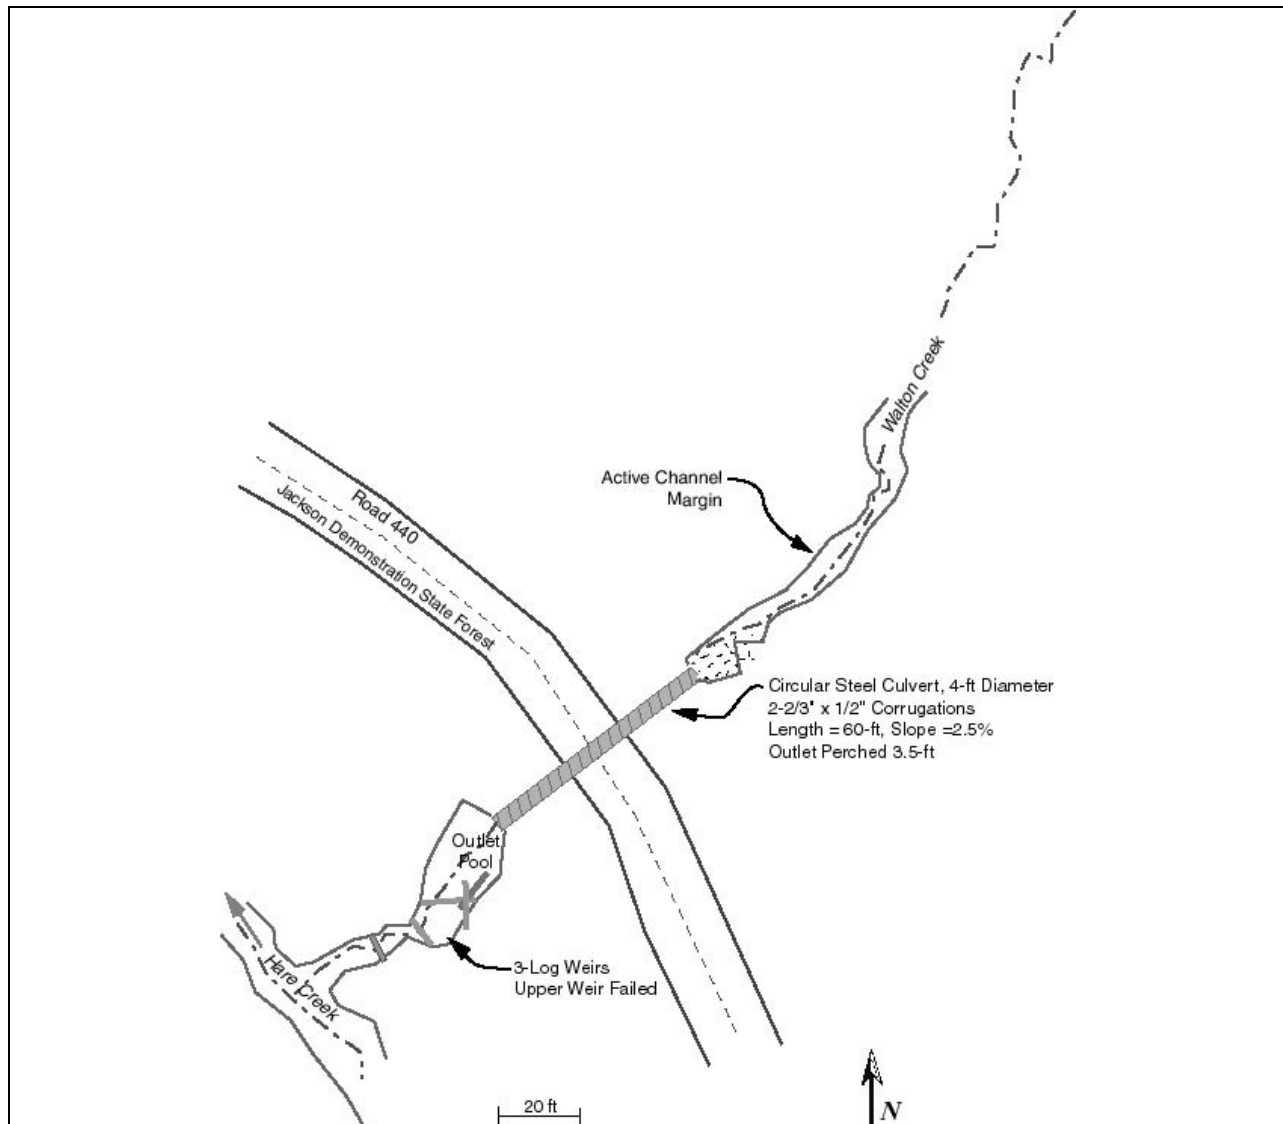 Walton Creek
Active Channel
Margin
Road 440
Jackson Demonstration State Forest
Circular Steel Culvert, 4-ft Diameter
2-2/3" x 1/2" Corrugations
Length = 60-ft, Slope =2.5%
Outlet Perched 3.5-ft
Outlet
Pool
3-Log Weirs
Upper Weir Failed
Hare Creek
20 ft
N